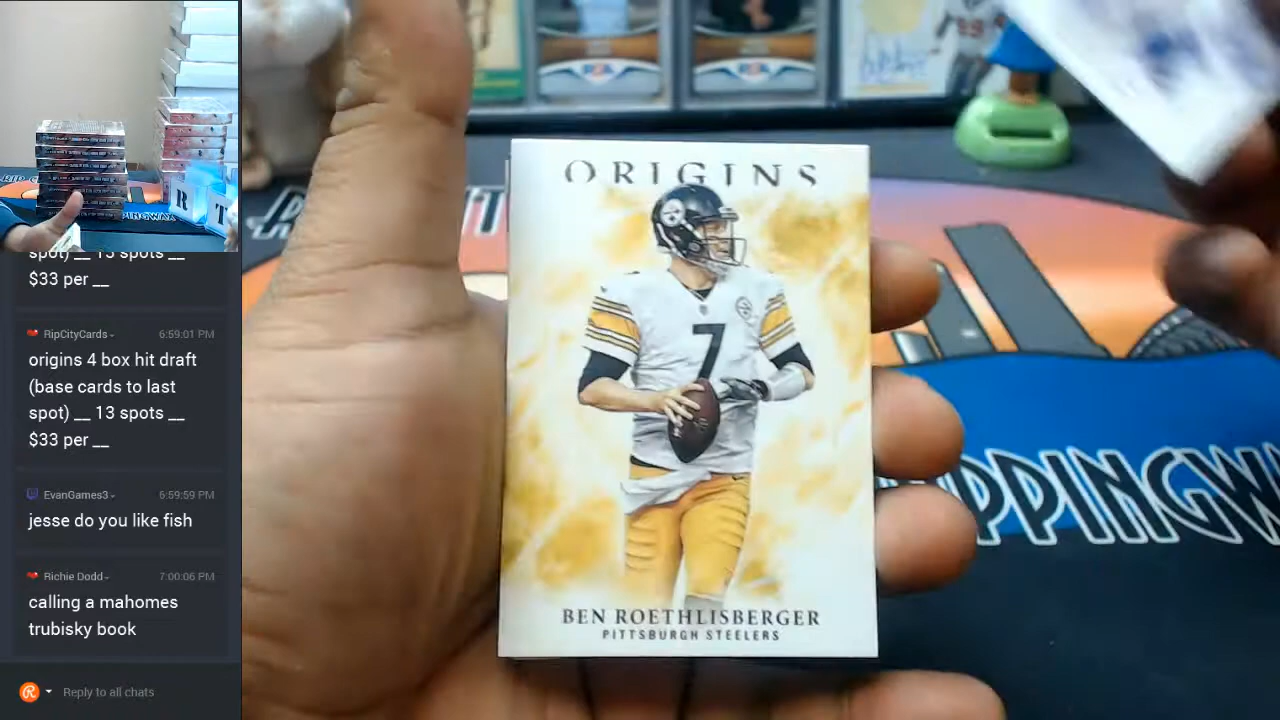 spot) __ 13 spots __
$33 per __
RipCityCards
6:59:01 PM
origins 4 box hit draft
(base cards to last
spot) __ 13 spots __
$33 per __
EvanGames3
6:59:59 PM
jesse do you like fish
Richie Dodd
7:00:06 PM
calling a mahomes
trubisky book
Reply to all chats
ORIGINS
7
BEN ROETHLISBERGER
PITTSBURGH STEELERS
R
T